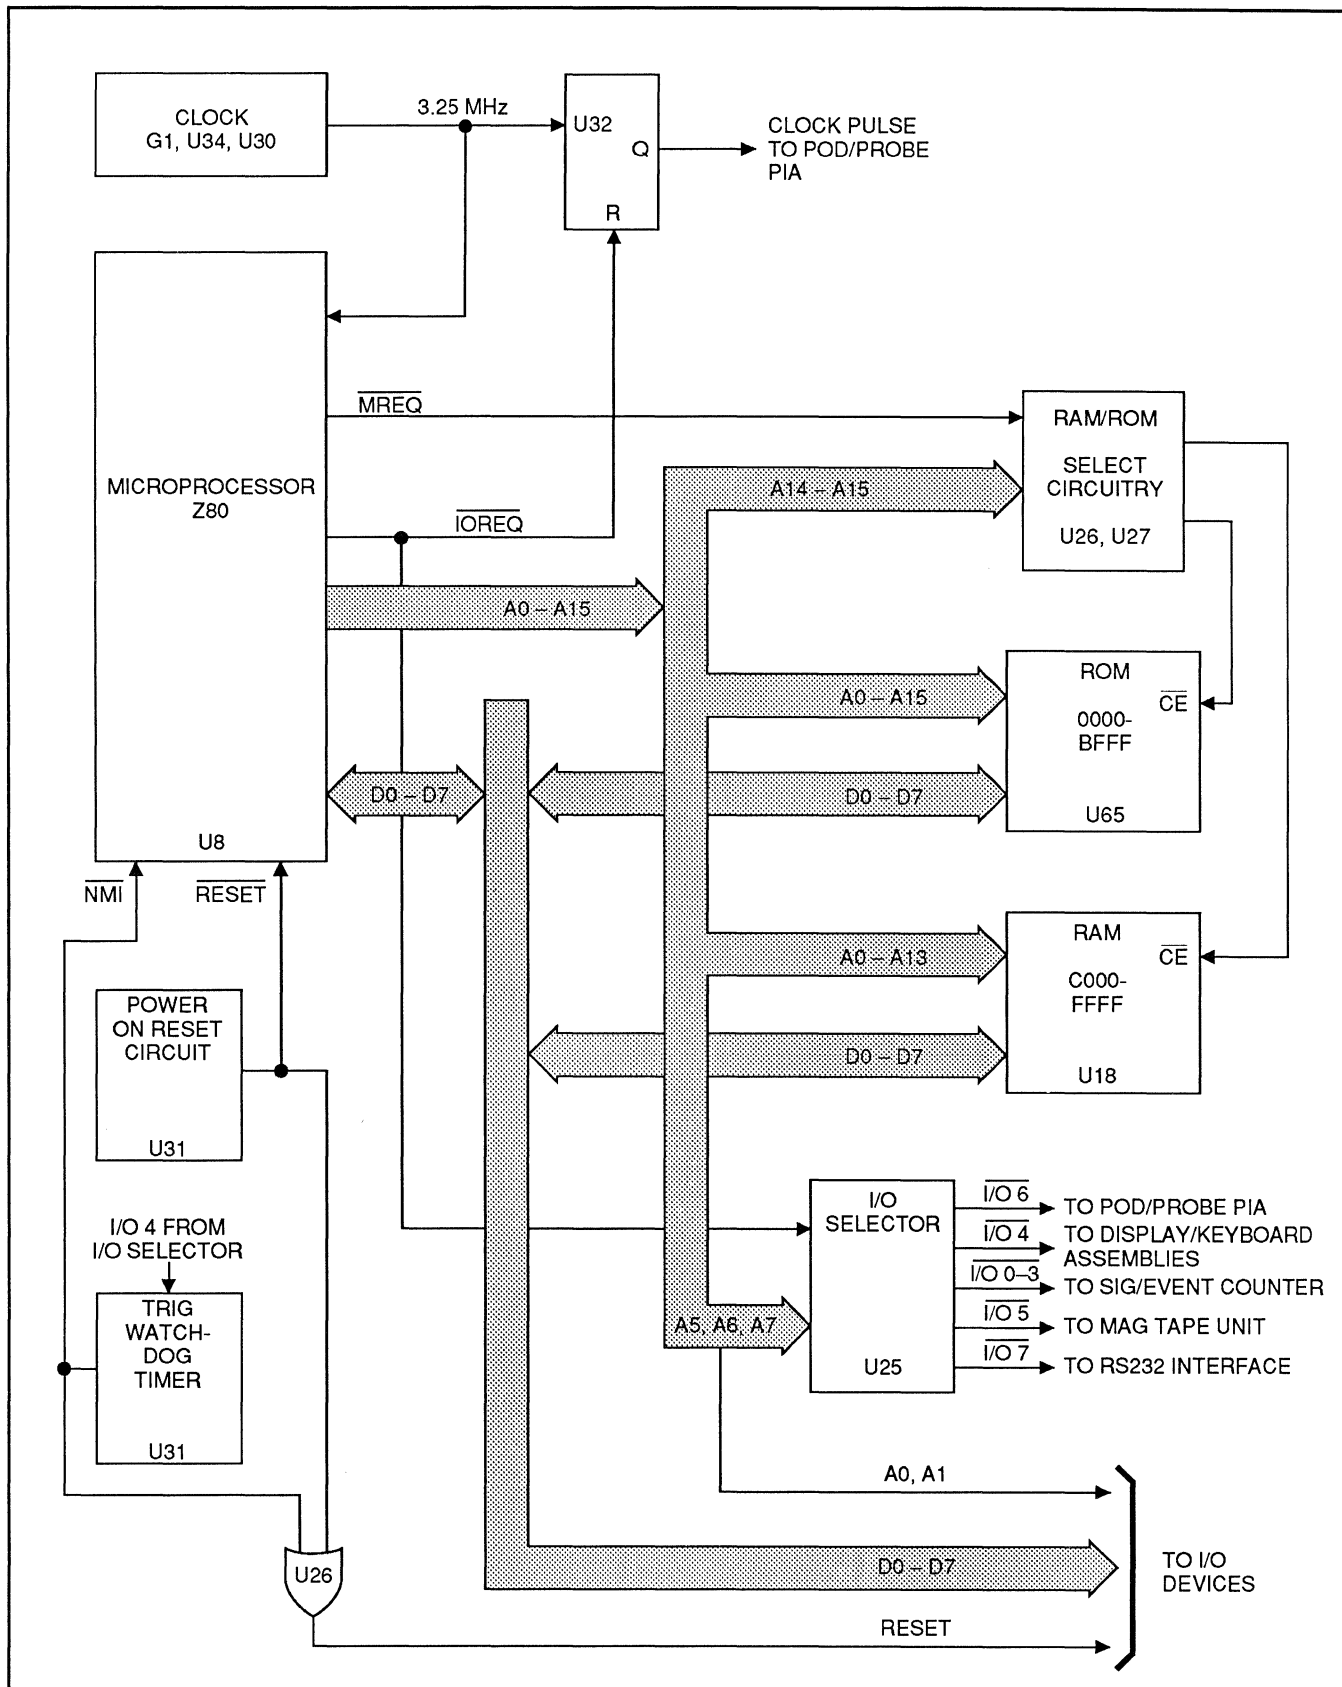 CLOCK
G1, U34, U30
3.25 MHz
U32
Q
R
CLOCK PULSE
TO POD/PROBE
PIA
MICROPROCESSOR
Z80
U8
MREQ
IOREQ
A0 – A15
D0 – D7
NMI
RESET
RAM/ROM
SELECT
CIRCUITRY
U26, U27
A14 – A15
ROM
CE
0000-
BFFF
U65
A0 – A15
D0 – D7
RAM
CE
C000-
FFFF
U18
A0 – A13
D0 – D7
POWER
ON RESET
CIRCUIT
U31
I/O 4 FROM
I/O SELECTOR
TRIG
WATCH-
DOG
TIMER
U31
U26
I/O
SELECTOR
U25
A5, A6, A7
I/O 6
TO POD/PROBE PIA
I/O 4
TO DISPLAY/KEYBOARD
ASSEMBLIES
I/O 0–3
TO SIG/EVENT COUNTER
I/O 5
TO MAG TAPE UNIT
I/O 7
TO RS232 INTERFACE
A0, A1
D0 – D7
RESET
TO I/O
DEVICES